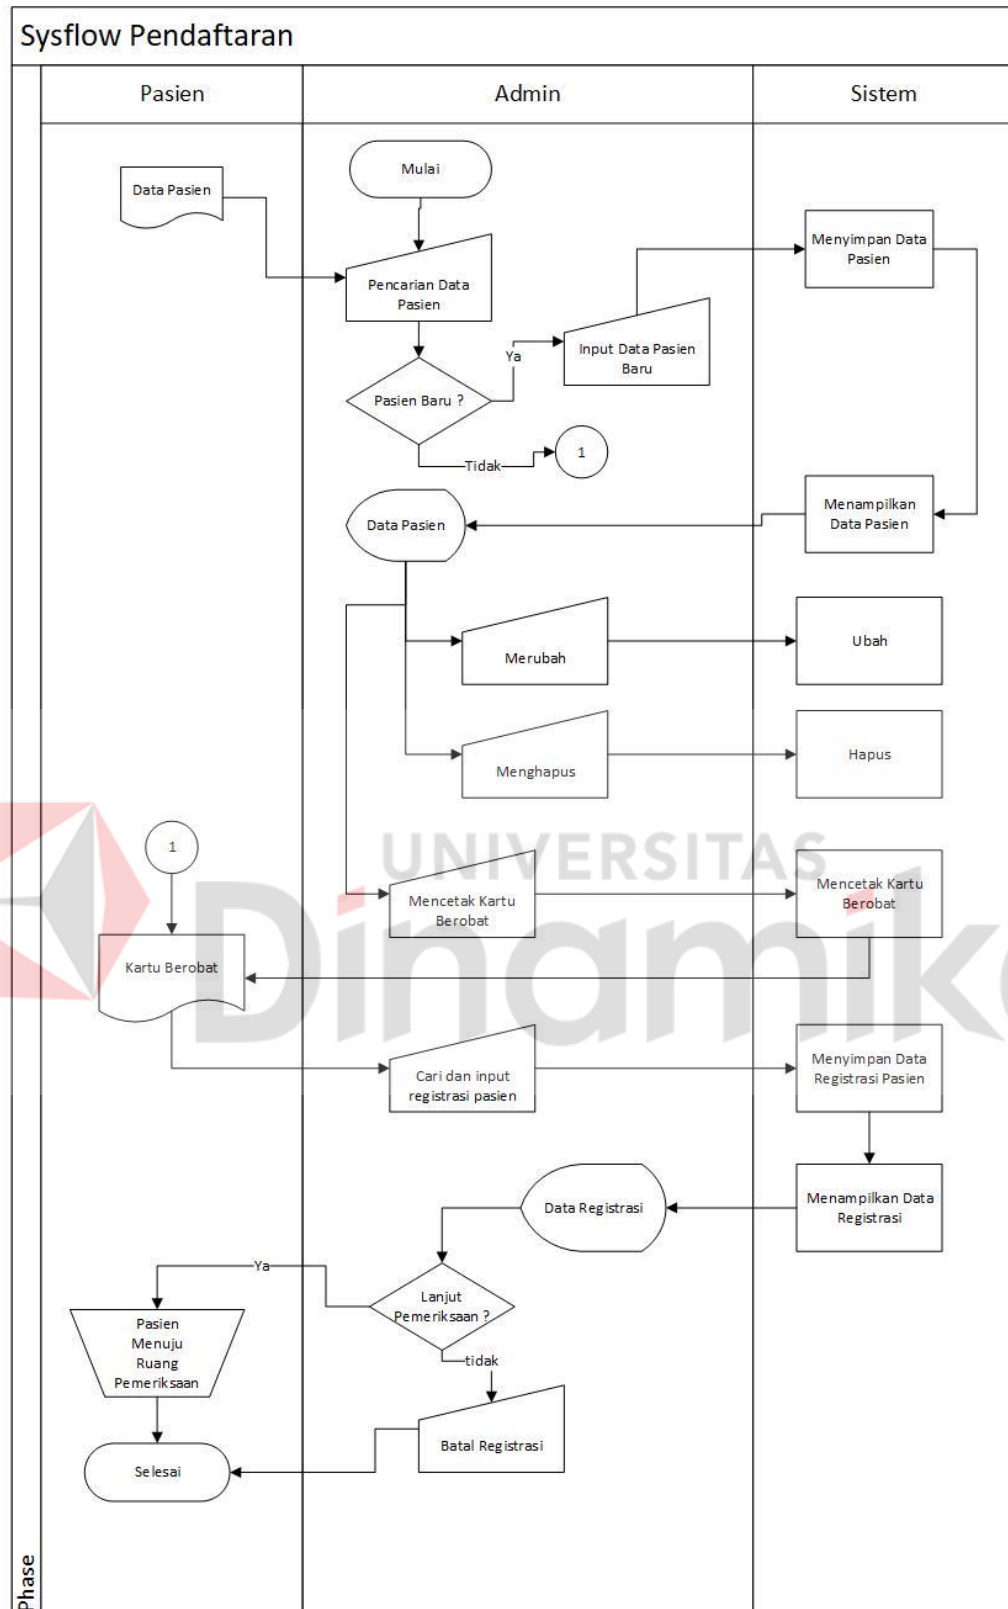 Sysflow Pendaftaran
Pasien
Admin
Sistem
Mulai
Data Pasien
Pencarian Data
Pasien
Menyimpan Data
Pasien
Ya
Input Data Pasien
Baru
Pasien Baru ?
Tidak
1
Data Pasien
Menampilkan
Data Pasien
Merubah
Ubah
Menghapus
Hapus
1
UNIVERSITAS
Dinamika
Mencetak Kartu
Berobat
Mencetak Kartu
Berobat
Kartu Berobat
Cari dan input
registrasi pasien
Menyimpan Data
Registrasi Pasien
Data Registrasi
Menampilkan Data
Registrasi
Ya
Lanjut
Pemeriksaan ?
Pasien
Menuju
Ruang
Pemeriksaan
tidak
Batal Registrasi
Selesai
Phase